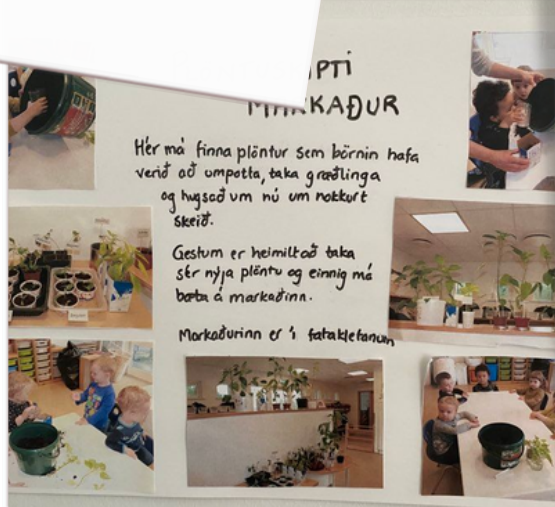 IPTI
MARKAÐUR
Hér má finna plöntur sem börnin hafa
verið að umpotta, taka græðlinga
og hugsað um nú um nokkurt
skeið.
Gestum er heimilt að taka
sér nýja plöntu og einnig má
bæta á markaðinn.
Markaðurinn er í fataklefanum